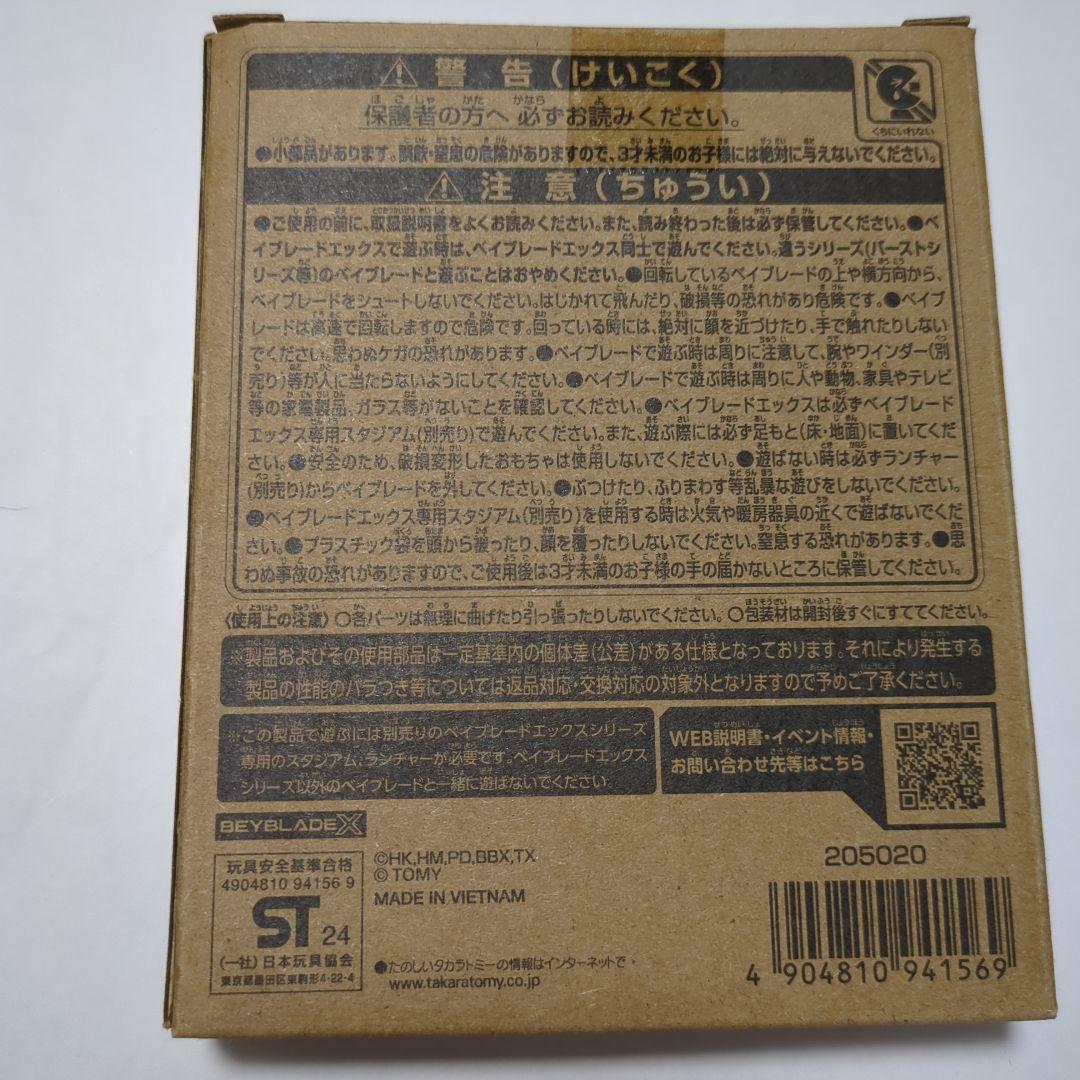 警告(けいこく)
くちにいれない
保護者の方へ 必ずお読みください。
●小部品があります。誤飲・窒息の危険がありますので、3才未満のお子様には絶対に与えないでください。
注意(ちゅうい)
●ご使用の前に、取扱説明書をよくお読みください。また、読み終わった後は必ず保管してください。●ベ
イブレードエックスで遊ぶ時は、ベイブレードエックス同士で遊んでください。違うシリーズ(バーストシ
リーズ等)のベイブレードと遊ぶことはおやめください。●回転しているベイブレードの上や横方向から、
ベイブレードをシュートしないでください。はじかれて飛んだり、破損等の恐れがあり危険です。●ベイブ
レードは高速で回転しますので危険です。回っている時には、絶対に顔を近づけたり、手で触れたりしない
でください。思わぬケガの恐れがあります。●ベイブレードで遊ぶ時は周りに注意して、腕やワインダー(別
売り)等が人に当たらないようにしてください。●ベイブレードで遊ぶ時は周りに人や動物、家具やテレビ
等の家電製品、ガラス等がないことを確認してください。●ベイブレードエックスは必ずベイブレード
エックス専用スタジアム(別売り)で遊んでください。また、遊ぶ際には必ず足もと(床・地面)に置いてくだ
さい。●安全のため、破損変形したおもちゃは使用しないでください。●遊ばない時は必ずランチャー
(別売り)からベイブレードを外してください。●ぶつけたり、ふりまわす等乱暴な遊びをしないでください。
●ベイブレードエックス専用スタジアム(別売り)を使用する時は火気や暖房器具の近くで遊ばないでくだ
さい。●プラスチック袋を頭から被ったり、顔を覆ったりしないでください。窒息する恐れがあります。●思
わぬ事故の恐れがありますので、ご使用後は3才未満のお子様の手の届かないところに保管してください。
〈使用上の注意〉○各パーツは無理に曲げたり引っ張ったりしないでください。○包装材は開封後すぐにすててください。
※製品およびその使用部品は一定基準内の個体差(公差)がある仕様となっております。それにより発生する
製品の性能のバラつき等については返品対応・交換対応の対象外となりますので予めご了承ください。
※この製品で遊ぶには別売りのベイブレードエックスシリーズ
専用のスタジアム、ランチャーが必要です。ベイブレードエックス
シリーズ以外のベイブレードと一緒に遊ばないでください。
WEB説明書・イベント情報・
お問い合わせ先等はこちら
BEYBLADE X
玩具安全基準合格
4904810 94156 9
ST 24
(一社)日本玩具協会
東京都墨田区東駒形4-22-4
©HK,HM,PD,BBX,TX
© TOMY
MADE IN VIETNAM
●たのしいタカラトミーの情報はインターネットで
www.takaratomy.co.jp
205020
4 904810 941569